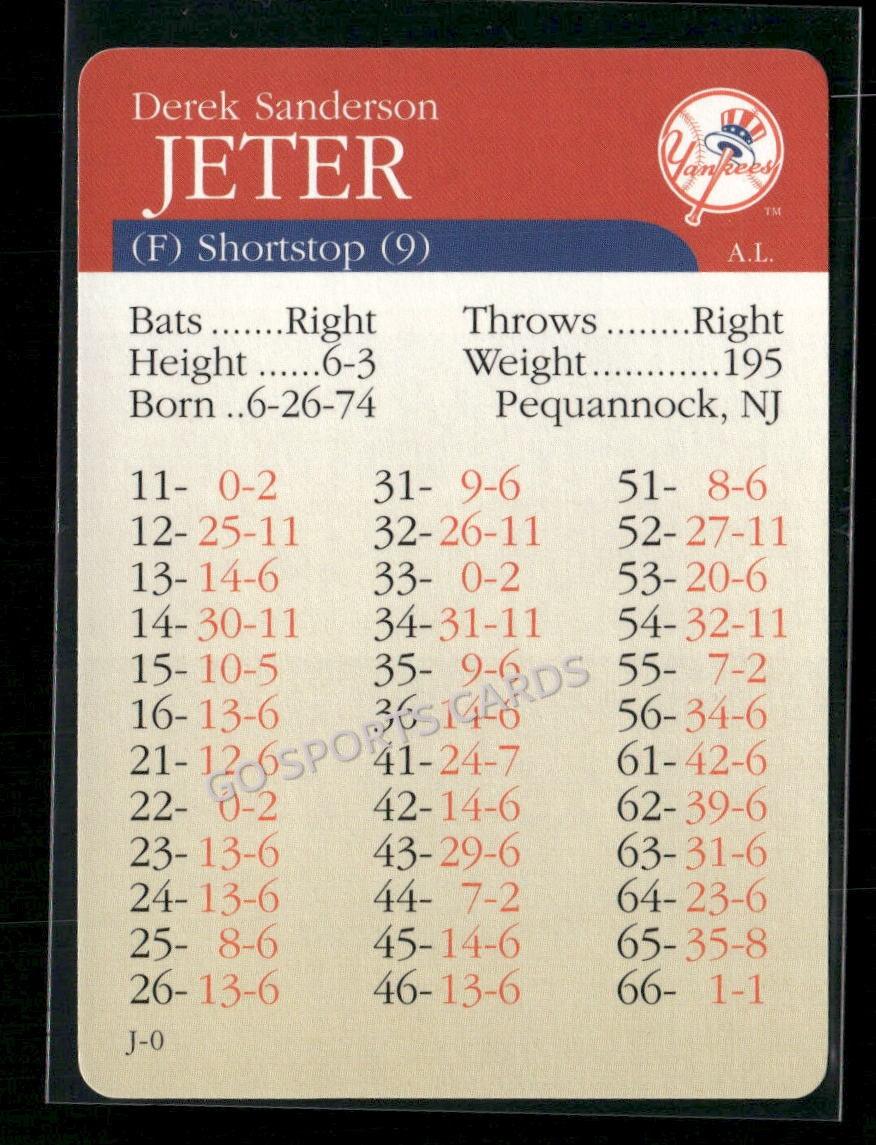 Derek Sanderson
JETER
Yankees
TM
(F) Shortstop (9)
A.L.
Bats .......Right Throws ........Right
Height ......6-3 Weight............195
Born ..6-26-74 Pequannock, NJ
11- 0-2 31- 9-6 51- 8-6
12- 25-11 32- 26-11 52- 27-11
13- 14-6 33- 0-2 53- 20-6
14- 30-11 34- 31-11 54- 32-11
15- 10-5 35- 9-6 55- 7-2
16- 13-6 36- 14-6 56- 34-6
21- 12-6 41- 24-7 61- 42-6
22- 0-2 42- 14-6 62- 39-6
23- 13-6 43- 29-6 63- 31-6
24- 13-6 44- 7-2 64- 23-6
25- 8-6 45- 14-6 65- 35-8
26- 13-6 46- 13-6 66- 1-1
J-0
GO SPORTS CARDS